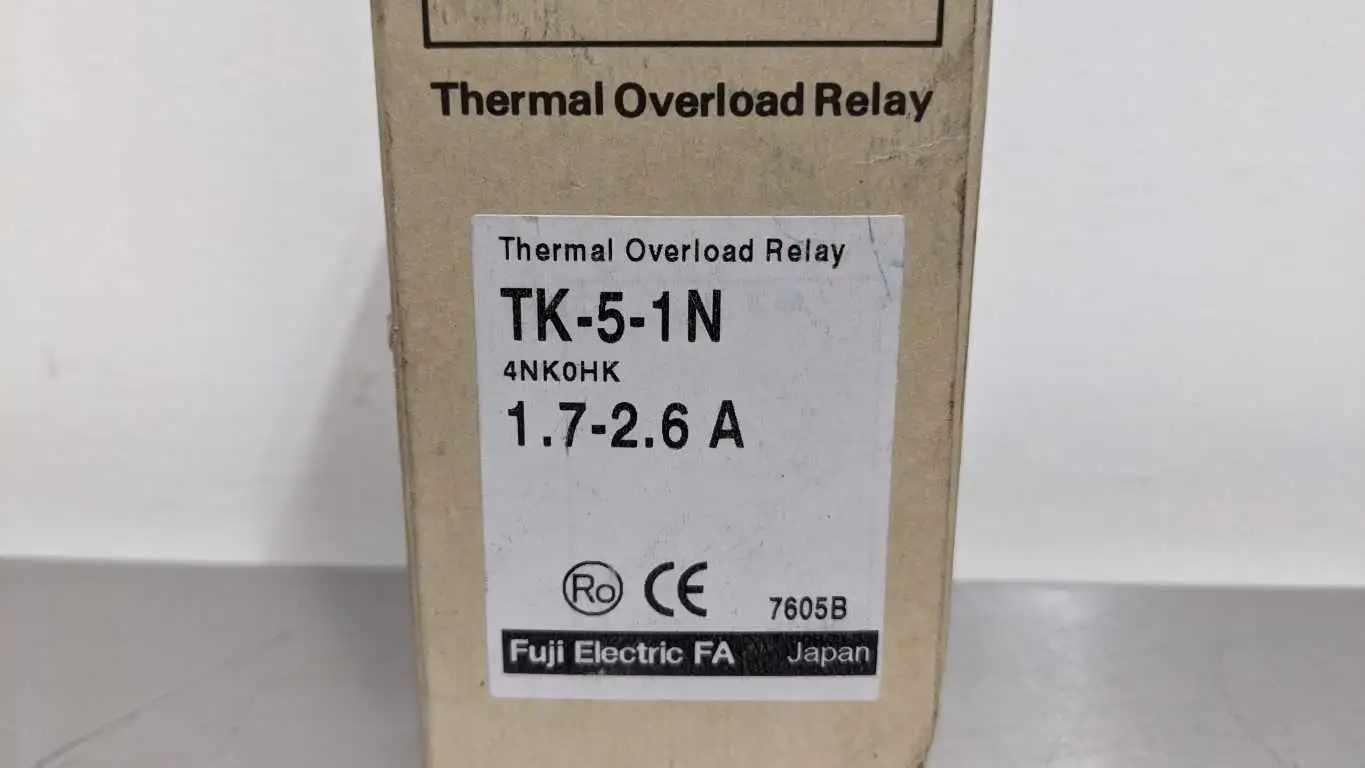 Thermal Overload Relay
Thermal Overload Relay
TK-5-1N
4NK0HK
1.7-2.6 A
Ro CE 7605B
Fuji Electric FA Japan